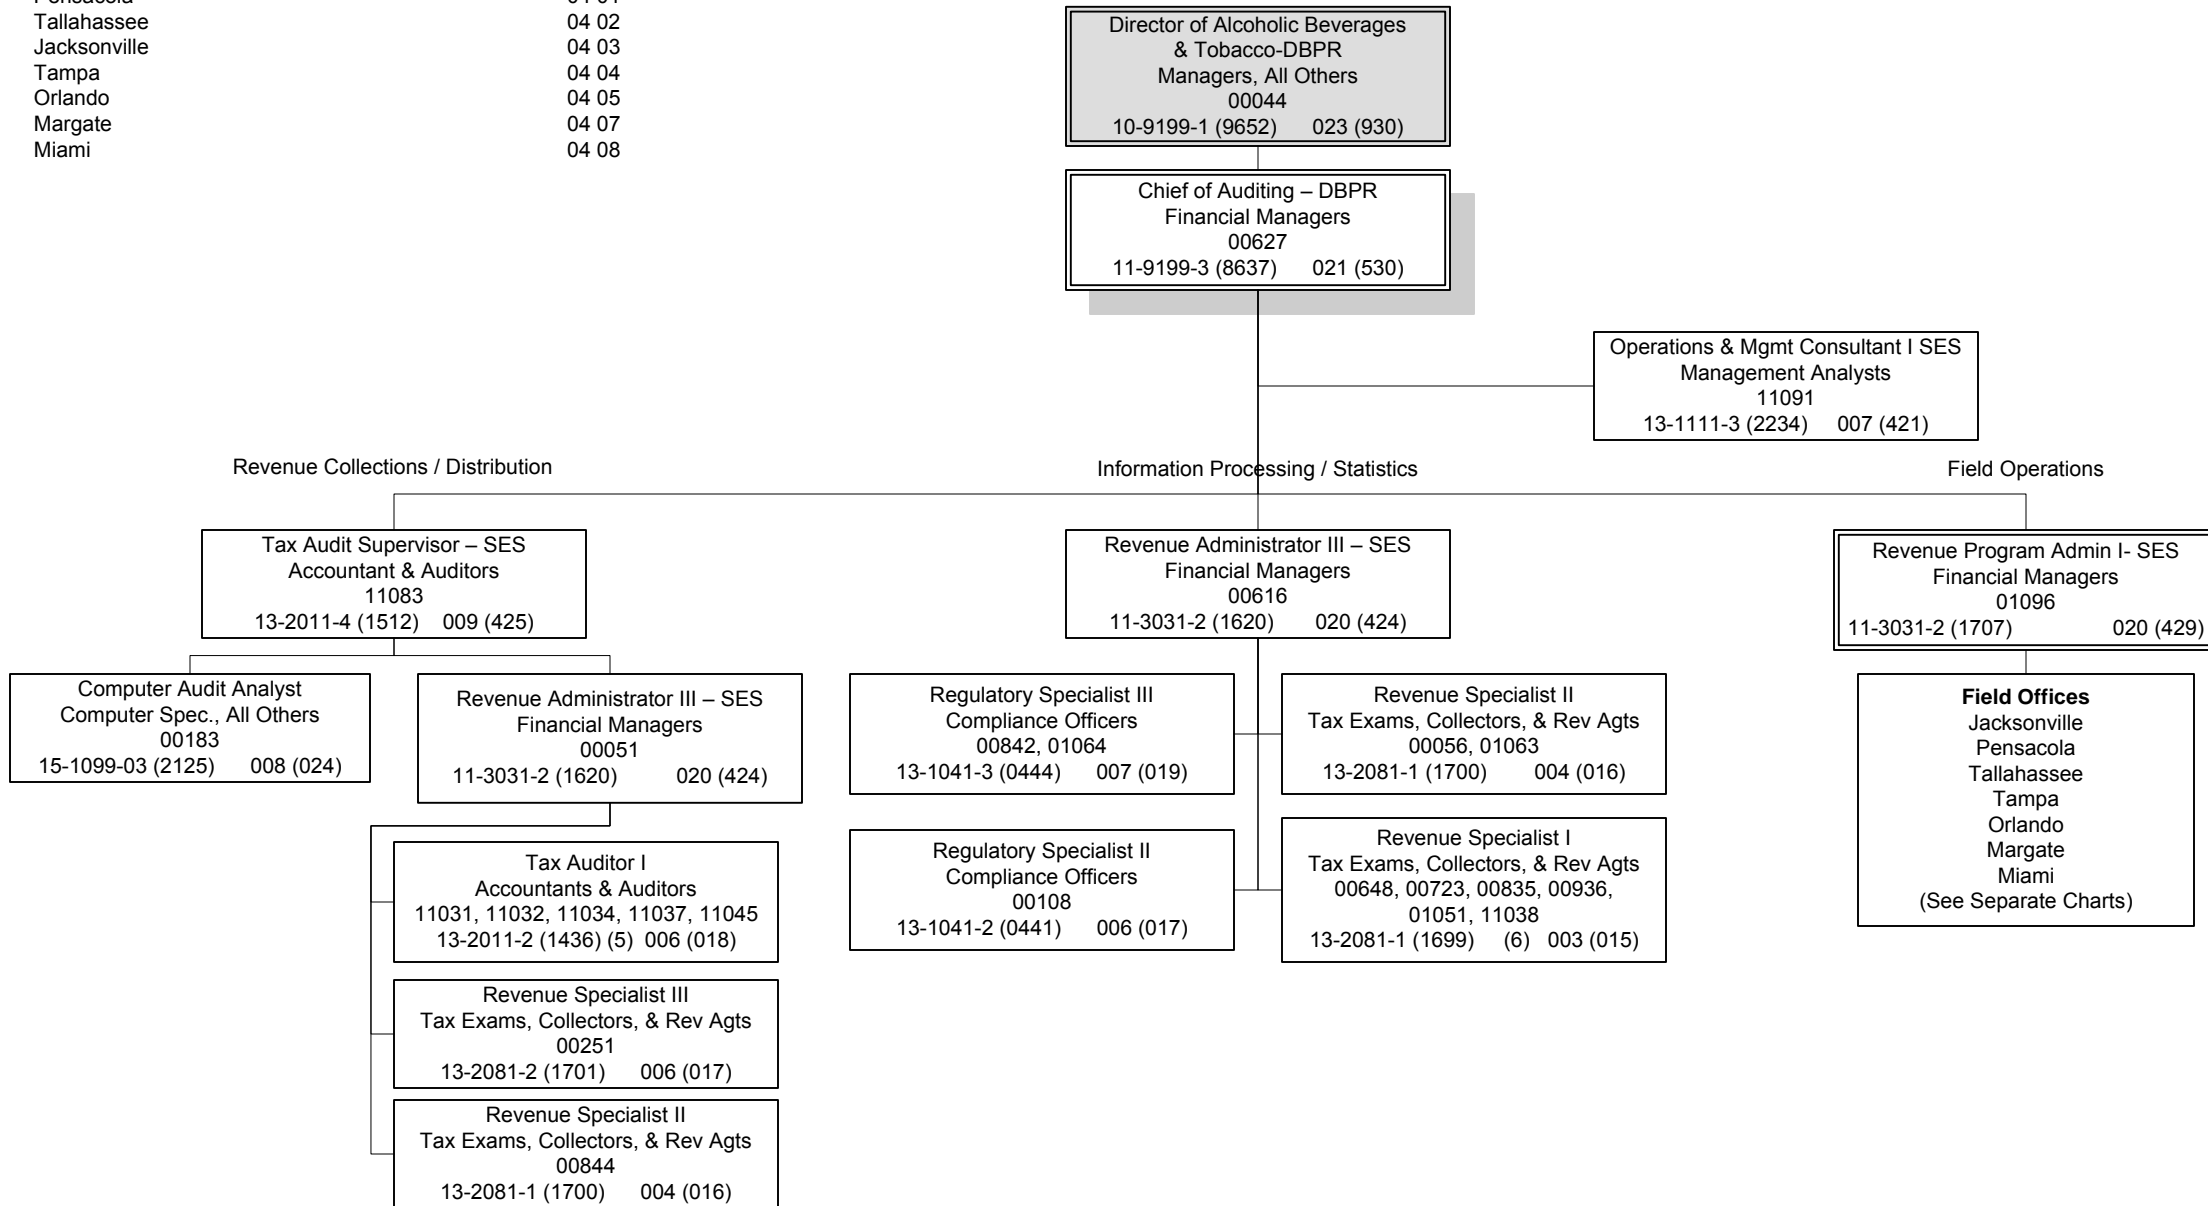 Tallahassee 04 02
Jacksonville 04 03
Tampa 04 04
Orlando 04 05
Margate 04 07
Miami 04 08
Director of Alcoholic Beverages
& Tobacco-DBPR
Managers, All Others
00044
10-9199-1 (9652) 023 (930)
Chief of Auditing – DBPR
Financial Managers
00627
11-9199-3 (8637) 021 (530)
Operations & Mgmt Consultant I SES
Management Analysts
11091
13-1111-3 (2234) 007 (421)
Revenue Collections / Distribution
Information Processing / Statistics
Field Operations
Tax Audit Supervisor – SES
Accountant & Auditors
11083
13-2011-4 (1512) 009 (425)
Revenue Administrator III – SES
Financial Managers
00616
11-3031-2 (1620) 020 (424)
Revenue Program Admin I- SES
Financial Managers
01096
11-3031-2 (1707) 020 (429)
Computer Audit Analyst
Computer Spec., All Others
00183
15-1099-03 (2125) 008 (024)
Revenue Administrator III – SES
Financial Managers
00051
11-3031-2 (1620) 020 (424)
Regulatory Specialist III
Compliance Officers
00842, 01064
13-1041-3 (0444) 007 (019)
Revenue Specialist II
Tax Exams, Collectors, & Rev Agts
00056, 01063
13-2081-1 (1700) 004 (016)
Field Offices
Jacksonville
Pensacola
Tallahassee
Tampa
Orlando
Margate
Miami
(See Separate Charts)
Tax Auditor I
Accountants & Auditors
11031, 11032, 11034, 11037, 11045
13-2011-2 (1436) (5) 006 (018)
Regulatory Specialist II
Compliance Officers
00108
13-1041-2 (0441) 006 (017)
Revenue Specialist I
Tax Exams, Collectors, & Rev Agts
00648, 00723, 00835, 00936,
01051, 11038
13-2081-1 (1699) (6) 003 (015)
Revenue Specialist III
Tax Exams, Collectors, & Rev Agts
00251
13-2081-2 (1701) 006 (017)
Revenue Specialist II
Tax Exams, Collectors, & Rev Agts
00844
13-2081-1 (1700) 004 (016)